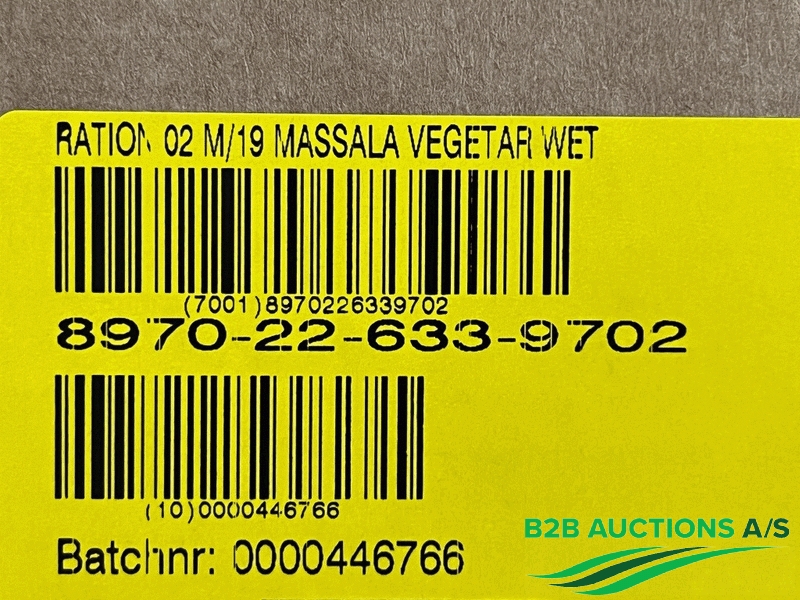 RATION 02 M/19 MASSALA VEGETAR WET
(7001)8970226339702
8970-22-633-9702
(10)0000446766
Batchnr: 0000446766
B2B AUCTIONS A/S